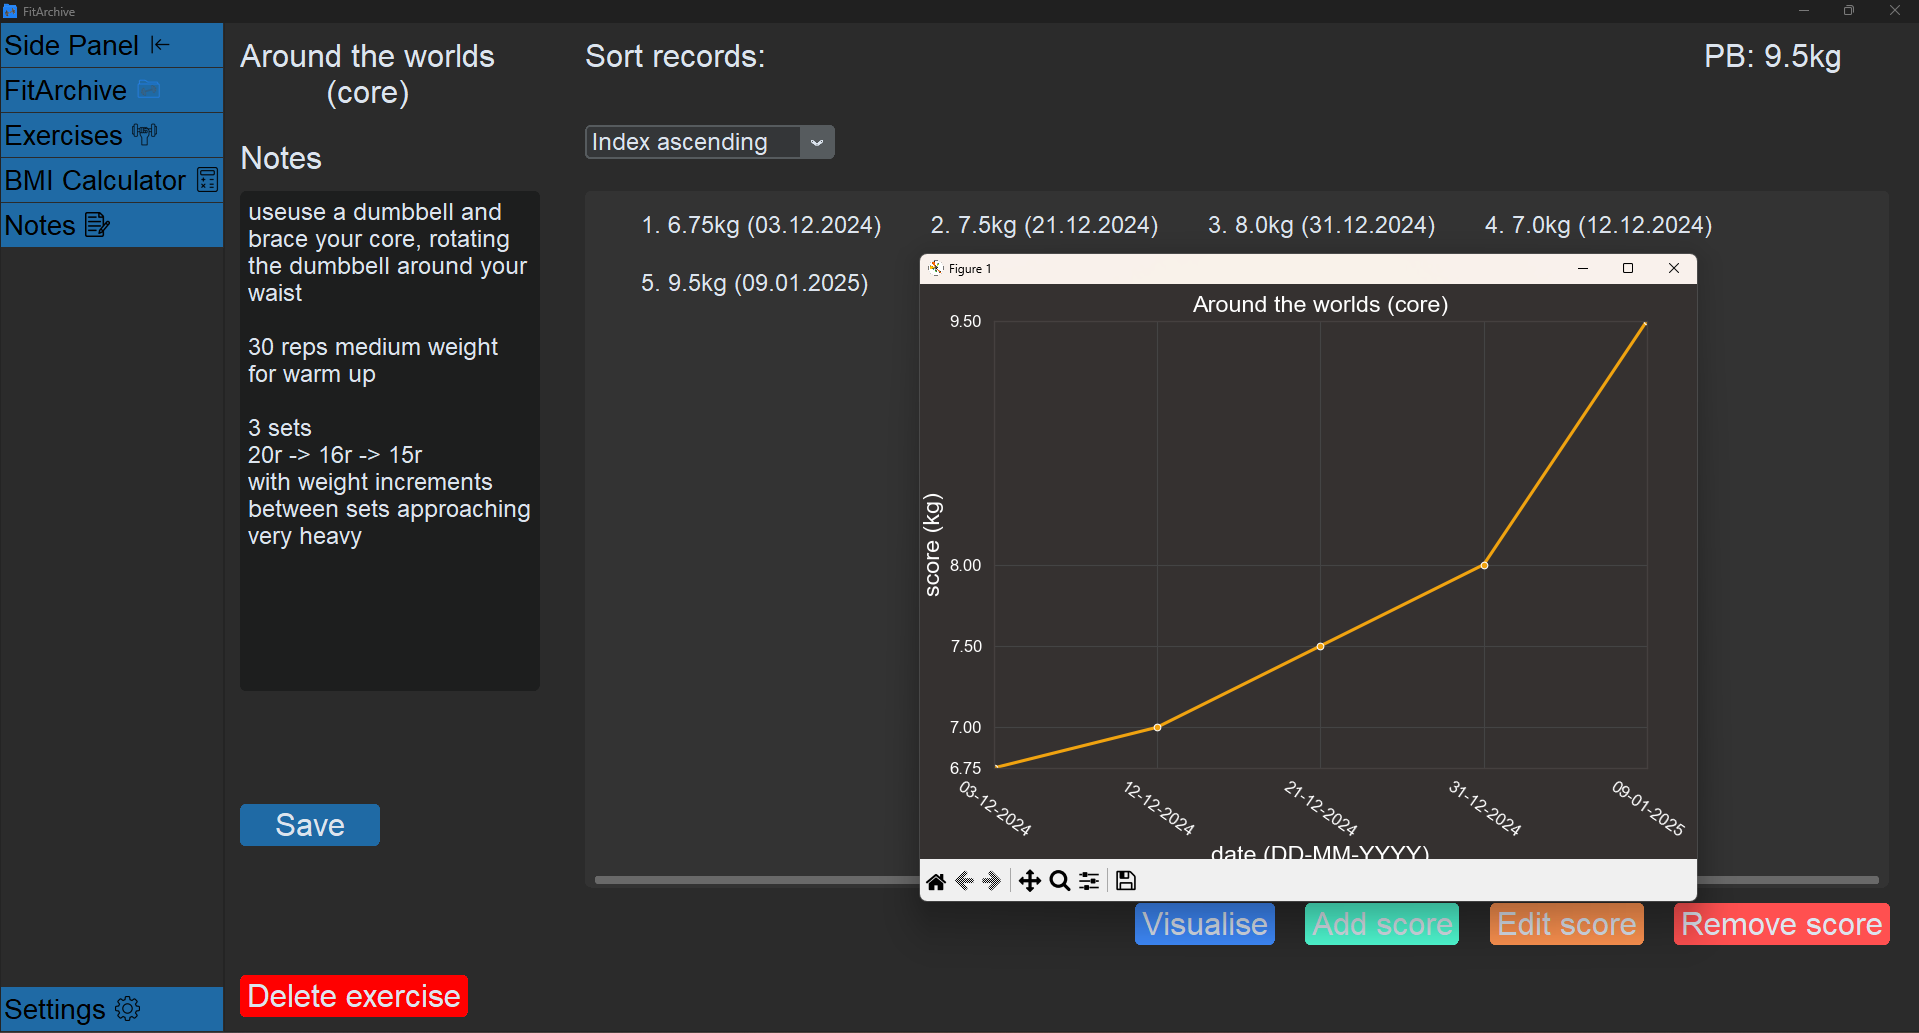 FitArchive
Side Panel
FitArchive
Exercises
BMI Calculator
Notes
Settings
Around the worlds
(core)
Notes
useuse a dumbbell and
brace your core, rotating
the dumbbell around your
waist
30 reps medium weight
for warm up
3 sets
20r -> 16r -> 15r
with weight increments
between sets approaching
very heavy
Save
Delete exercise
Sort records:
Index ascending
PB: 9.5kg
1. 6.75kg (03.12.2024) 2. 7.5kg (21.12.2024) 3. 8.0kg (31.12.2024) 4. 7.0kg (12.12.2024)
5. 9.5kg (09.01.2025)
Figure 1
Around the worlds (core)
score (kg)
9.50
8.00
7.50
7.00
6.75
03-12-2024 12-12-2024 21-12-2024 31-12-2024 09-01-2025
date (DD-MM-YYYY)
Visualise Add score Edit score Remove score